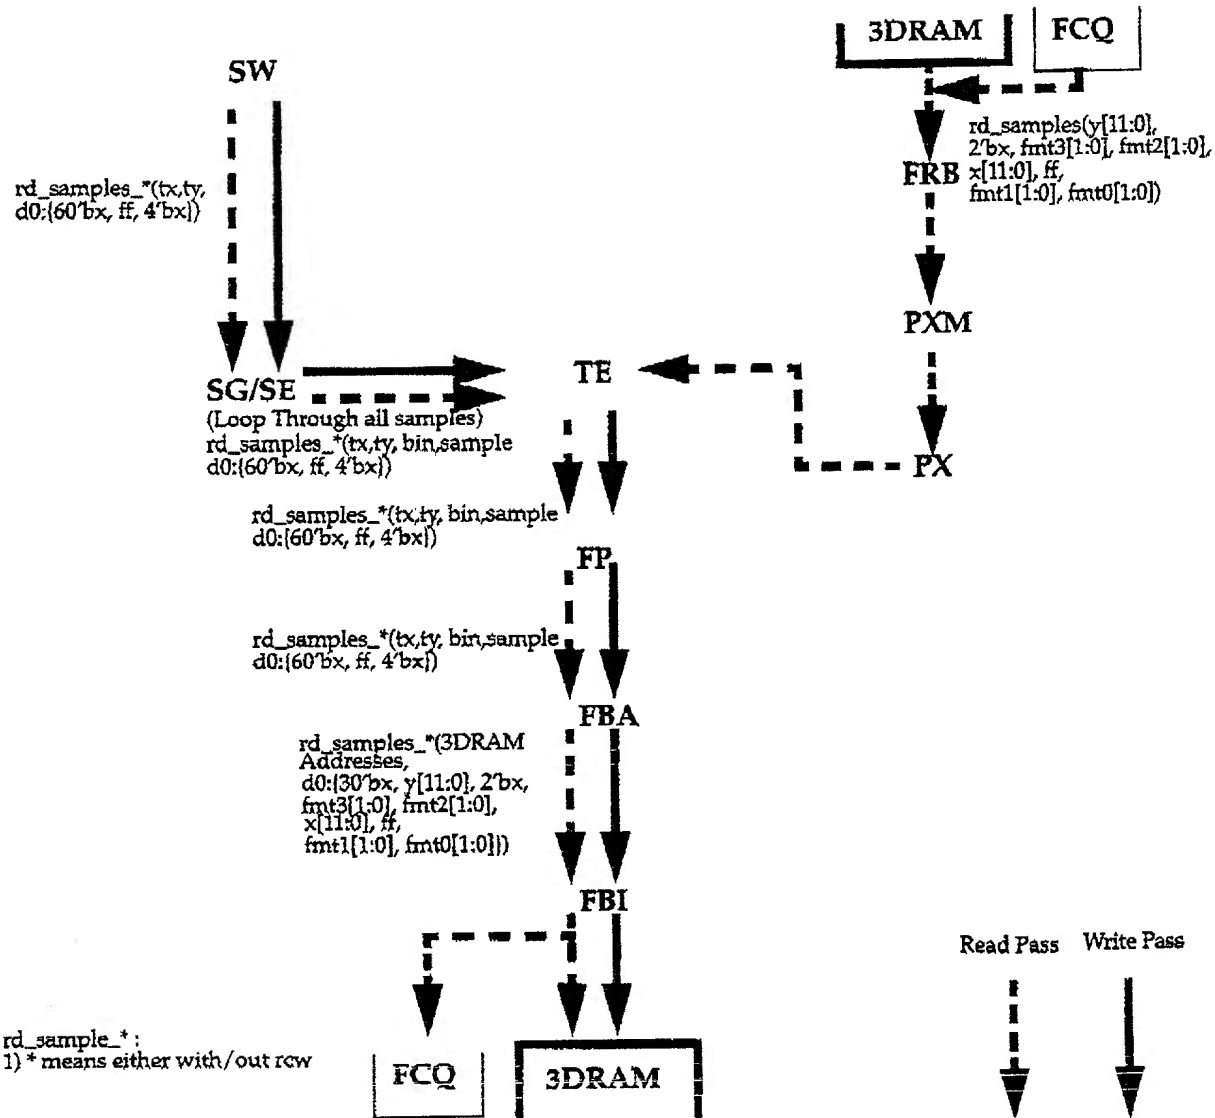 3DRAM
FCQ
SW
rd_samples(y[11:0],
2'bx, fmt3[1:0], fmt2[1:0],
x[11:0], ff,
fmt1[1:0], fmt0[1:0])
FRB
rd_samples_*(tx,ty,
d0:{60'bx, ff, 4'bx})
PXM
TE
SG/SE
(Loop Through all samples)
rd_samples_*(tx,ty, bin,sample
d0:{60'bx, ff, 4'bx})
PX
rd_samples_*(tx,ty, bin,sample
d0:{60'bx, ff, 4'bx})
FP
rd_samples_*(tx,ty, bin,sample
d0:{60'bx, ff, 4'bx})
FBA
rd_samples_*(3DRAM
Addresses,
d0:{30'bx, y[11:0], 2'bx,
fmt3[1:0], fmt2[1:0],
x[11:0], ff,
fmt1[1:0], fmt0[1:0]})
FBI
Read Pass
Write Pass
rd_sample_* :
1) * means either with/out rcw
FCQ
3DRAM